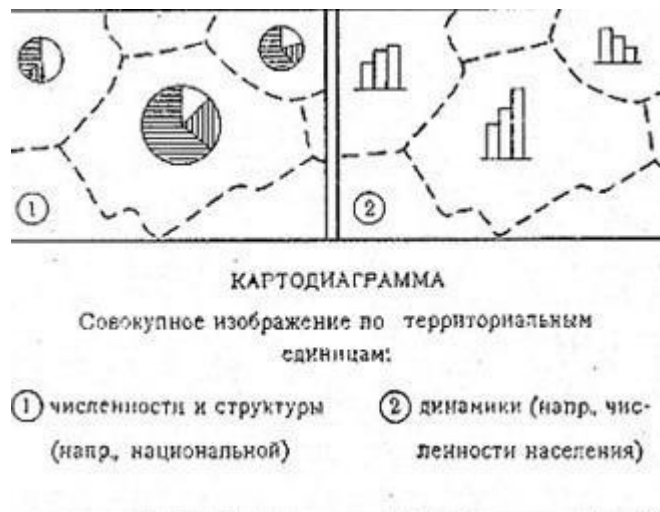 1
2
КАРТОДИАГРАММА
Совокупное изображение по территориальным
единицам:
1 численности и структуры
(напр., национальной)
2 динамики (напр., чис-
ленности населения)